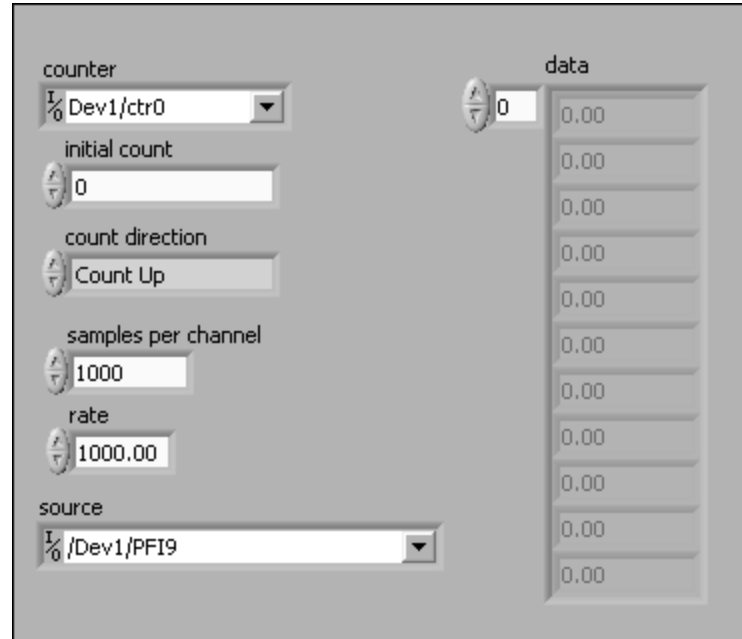 counter
Dev1/ctr0
initial count
0
count direction
Count Up
samples per channel
1000
rate
1000.00
source
/Dev1/PFI9
data
0
0.00
0.00
0.00
0.00
0.00
0.00
0.00
0.00
0.00
0.00
0.00